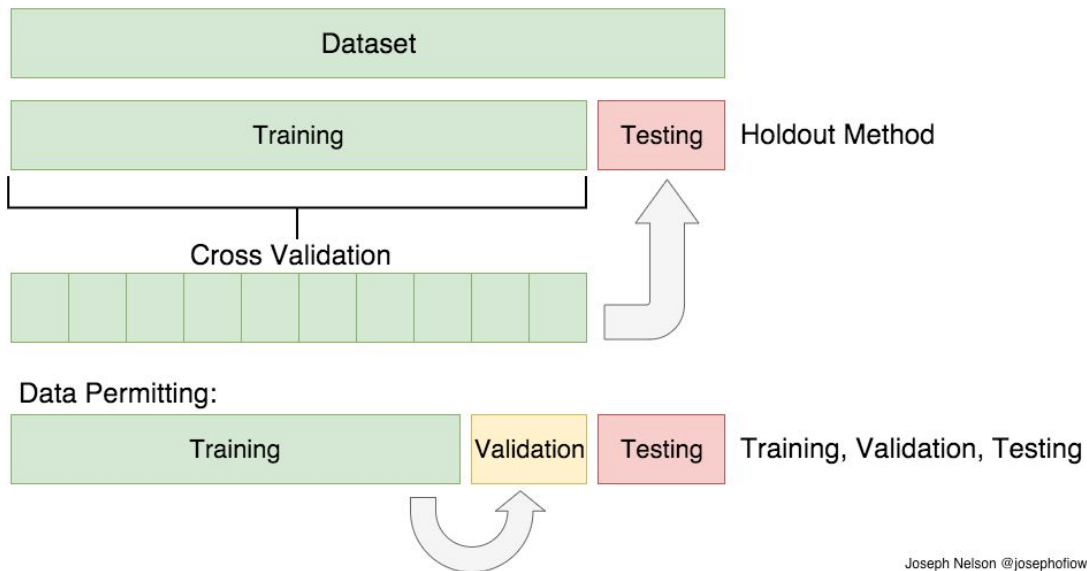 Dataset
Training
Testing
Holdout Method
Cross Validation
Data Permitting:
Training
Validation
Testing
Training, Validation, Testing
Joseph Nelson @josephofiow